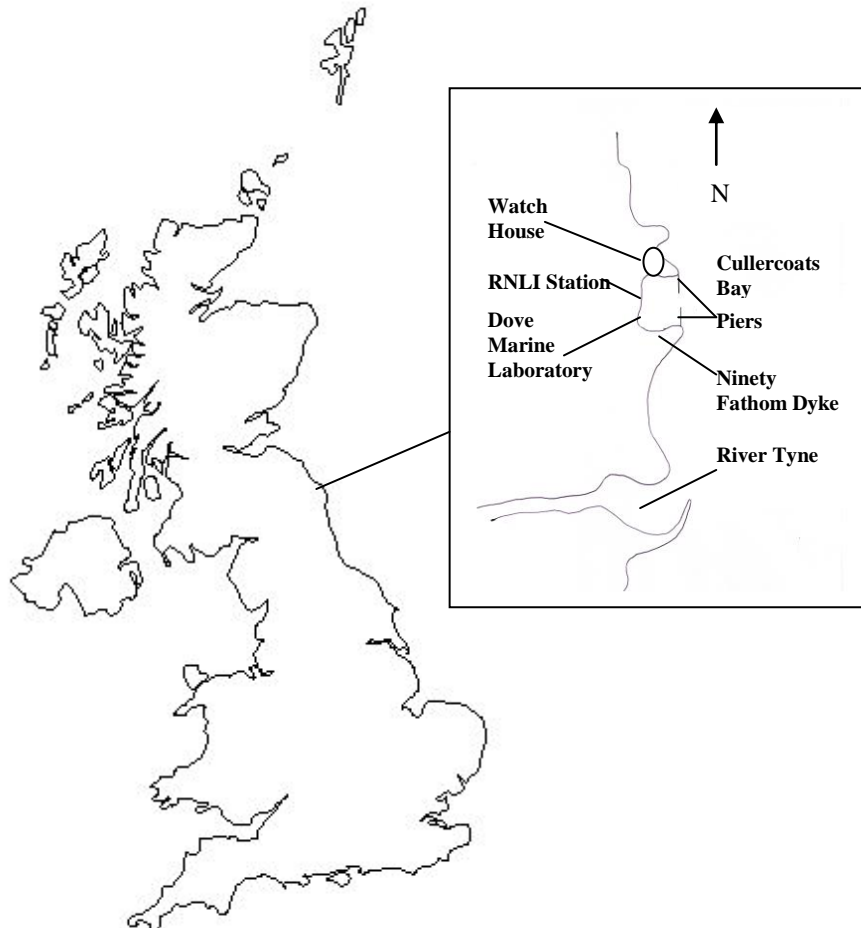 N
Watch
House
RNLI Station
Dove
Marine
Laboratory
Cullercoats
Bay
Piers
Ninety
Fathom Dyke
River Tyne